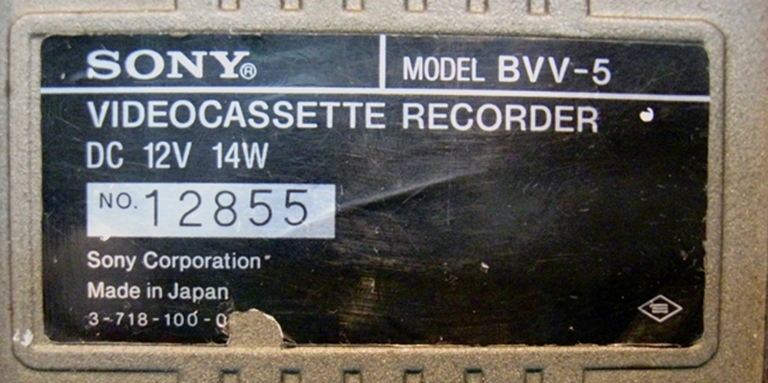 SONY® MODEL BVV-5
VIDEOCASSETTE RECORDER
DC 12V 14W
NO. 12855
Sony Corporation
Made in Japan
3-718-100-0